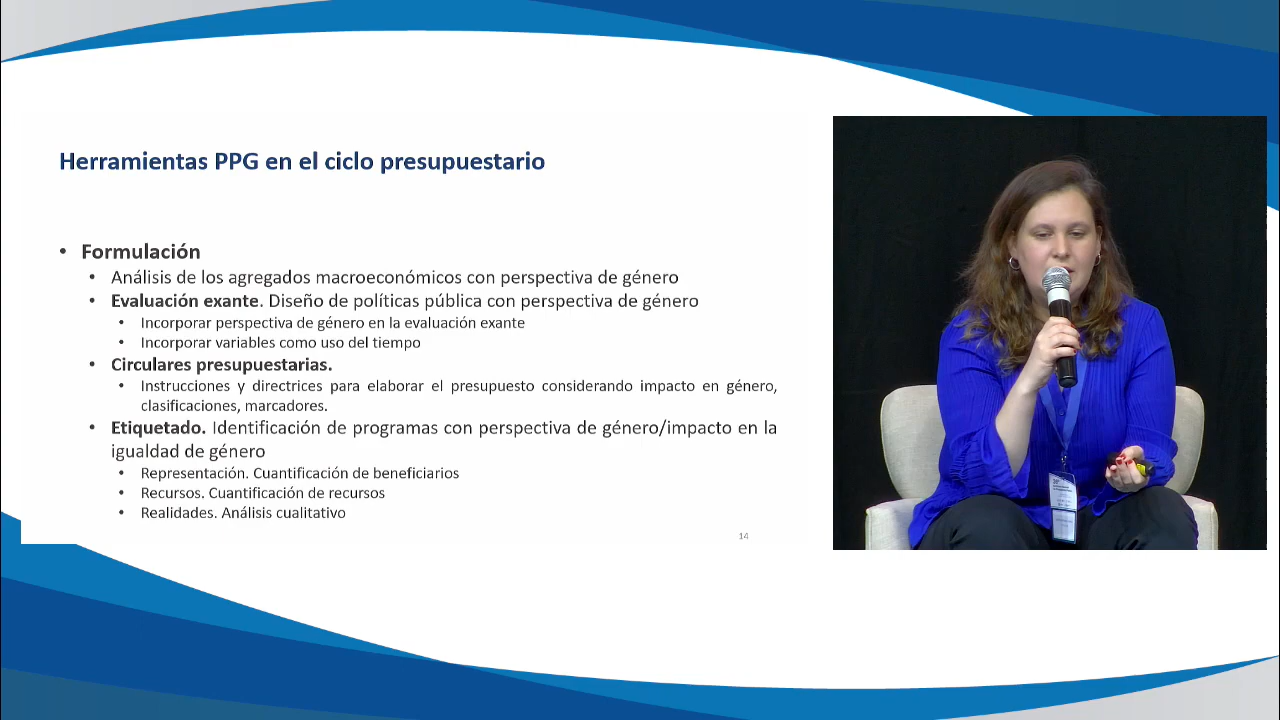 Herramientas PPG en el ciclo presupuestario
• Formulación
• Análisis de los agregados macroeconómicos con perspectiva de género
• Evaluación exante. Diseño de políticas pública con perspectiva de género
• Incorporar perspectiva de género en la evaluación exante
• Incorporar variables como uso del tiempo
• Circulares presupuestarias.
• Instrucciones y directrices para elaborar el presupuesto considerando impacto en género,
clasificaciones, marcadores.
• Etiquetado. Identificación de programas con perspectiva de género/impacto en la
igualdad de género
• Representación. Cuantificación de beneficiarios
• Recursos. Cuantificación de recursos
• Realidades. Análisis cualitativo
14